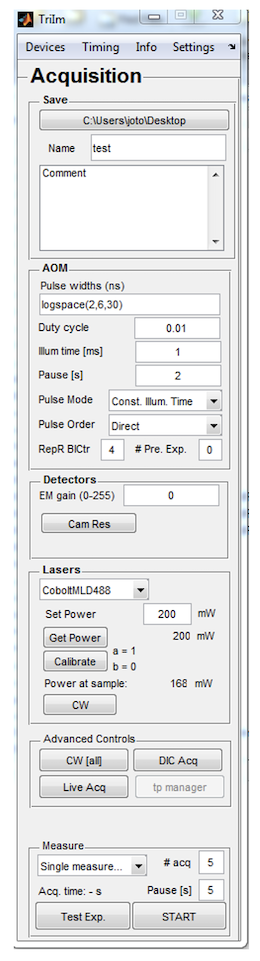 TriIm
Devices Timing Info Settings
Acquisition
Save
C:\Users\joto\Desktop
Name test
Comment
AOM
Pulse widths (ns)
logspace(2,6,30)
Duty cycle 0.01
Illum time [ms] 1
Pause [s] 2
Pulse Mode Const. Illum. Time
Pulse Order Direct
RepR BlCtr 4 # Pre. Exp. 0
Detectors
EM gain (0-255) 0
Cam Res
Lasers
CoboltMLD488
Set Power 200 mW
Get Power 200 mW
a = 1
Calibrate b = 0
Power at sample: 168 mW
CW
Advanced Controls
CW [all] DIC Acq
Live Acq tp manager
Measure
Single measure... # acq 5
Acq. time: - s Pause [s] 5
Test Exp. START